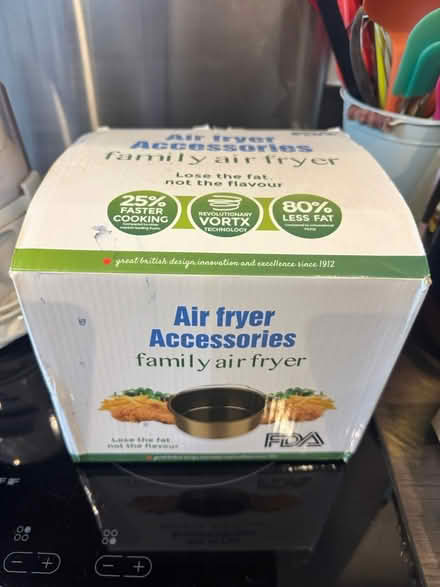 Air fryer
Accessories
family air fryer
Lose the fat,
not the flavour
25%
FASTER
COOKING
REVOLUTIONARY
VORTX
TECHNOLOGY
80%
LESS FAT
great british design, innovation and excellence since 1912
Air fryer
Accessories
family air fryer
Lose the fat
not the flavour
FDA